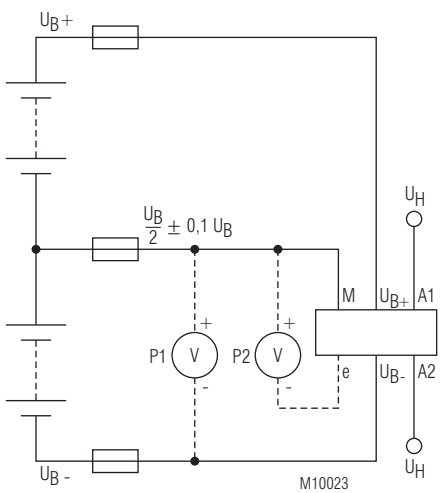 UB+
UB/2 ± 0,1 UB
UH
M UB+ A1
+ +
P1 V P2 V
- -
e UB- A2
UB -
UH
M10023